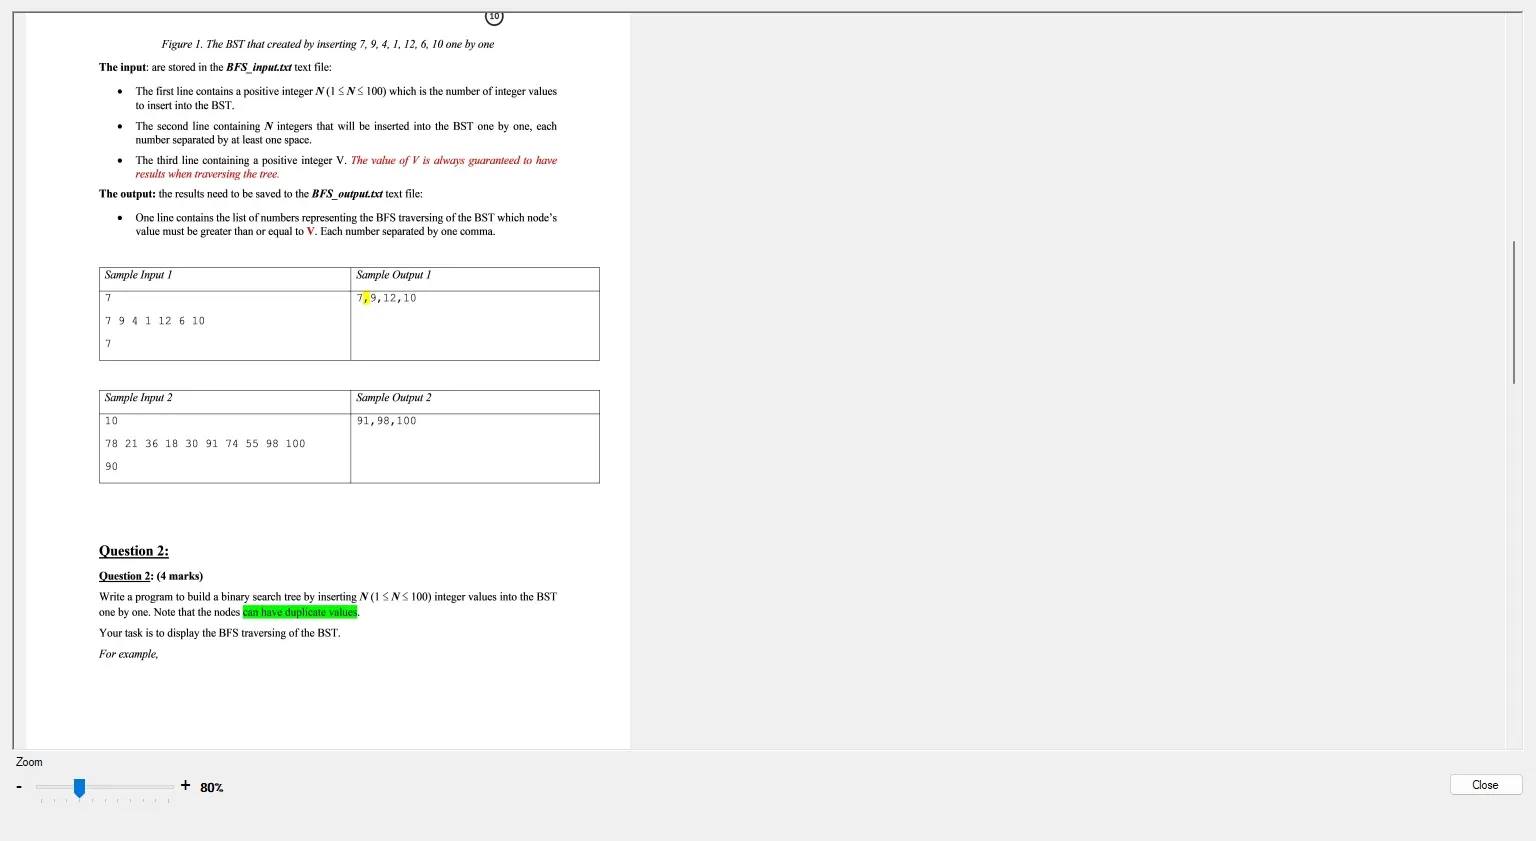 10
Figure 1. The BST that created by inserting 7, 9, 4, 1, 12, 6, 10 one by one
The input: are stored in the BFS_input.txt text file:
• The first line contains a positive integer N (1 ≤ N ≤ 100) which is the number of integer values
to insert into the BST.
• The second line containing N integers that will be inserted into the BST one by one, each
number separated by at least one space.
• The third line containing a positive integer V. The value of V is always guaranteed to have
results when traversing the tree.
The output: the results need to be saved to the BFS_output.txt text file:
• One line contains the list of numbers representing the BFS traversing of the BST which node's
value must be greater than or equal to V. Each number separated by one comma.
Sample Input 1 Sample Output 1
7 7,9,12,10
7 9 4 1 12 6 10
7
Sample Input 2 Sample Output 2
10 91,98,100
78 21 36 18 30 91 74 55 98 100
90
Question 2:
Question 2: (4 marks)
Write a program to build a binary search tree by inserting N (1 ≤ N ≤ 100) integer values into the BST
one by one. Note that the nodes can have duplicate values.
Your task is to display the BFS traversing of the BST.
For example,
Zoom
- + 80%
Close